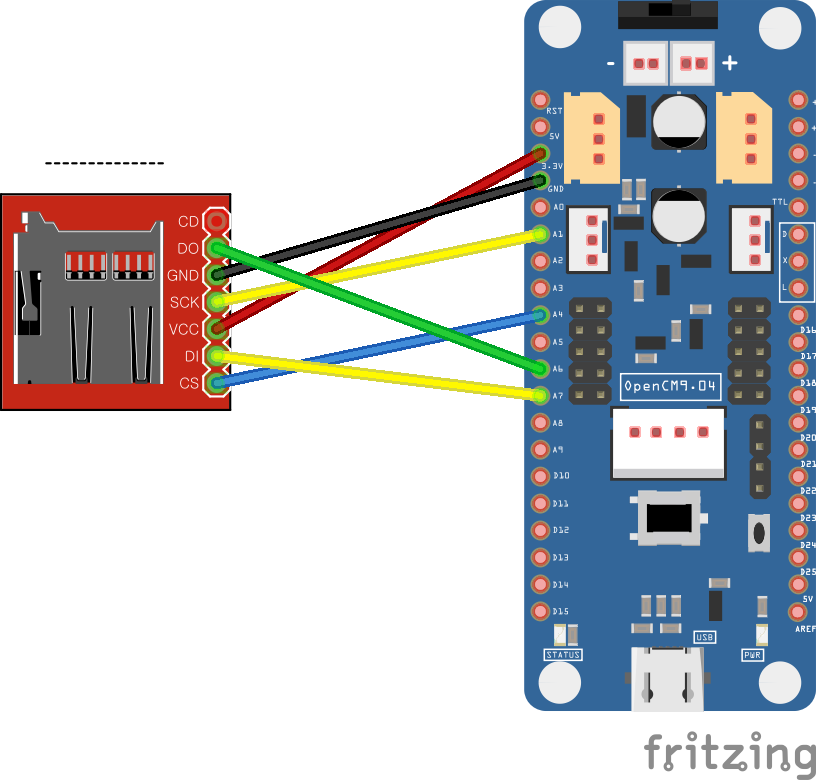 - +
RST
5V
3.3V
GND
A0
A1
A2
A3
A4
A5
A6
A7
A8
A9
D10
D11
D12
D13
D14
D15
CD
DO
GND
SCK
VCC
DI
CS
+
+
-
-
TTL
D
X
L
D16
D17
D18
D19
D20
D21
D22
D23
D24
D25
5V
AREF
OpenCM9.04
STATUS
USB
PWR
fritzing